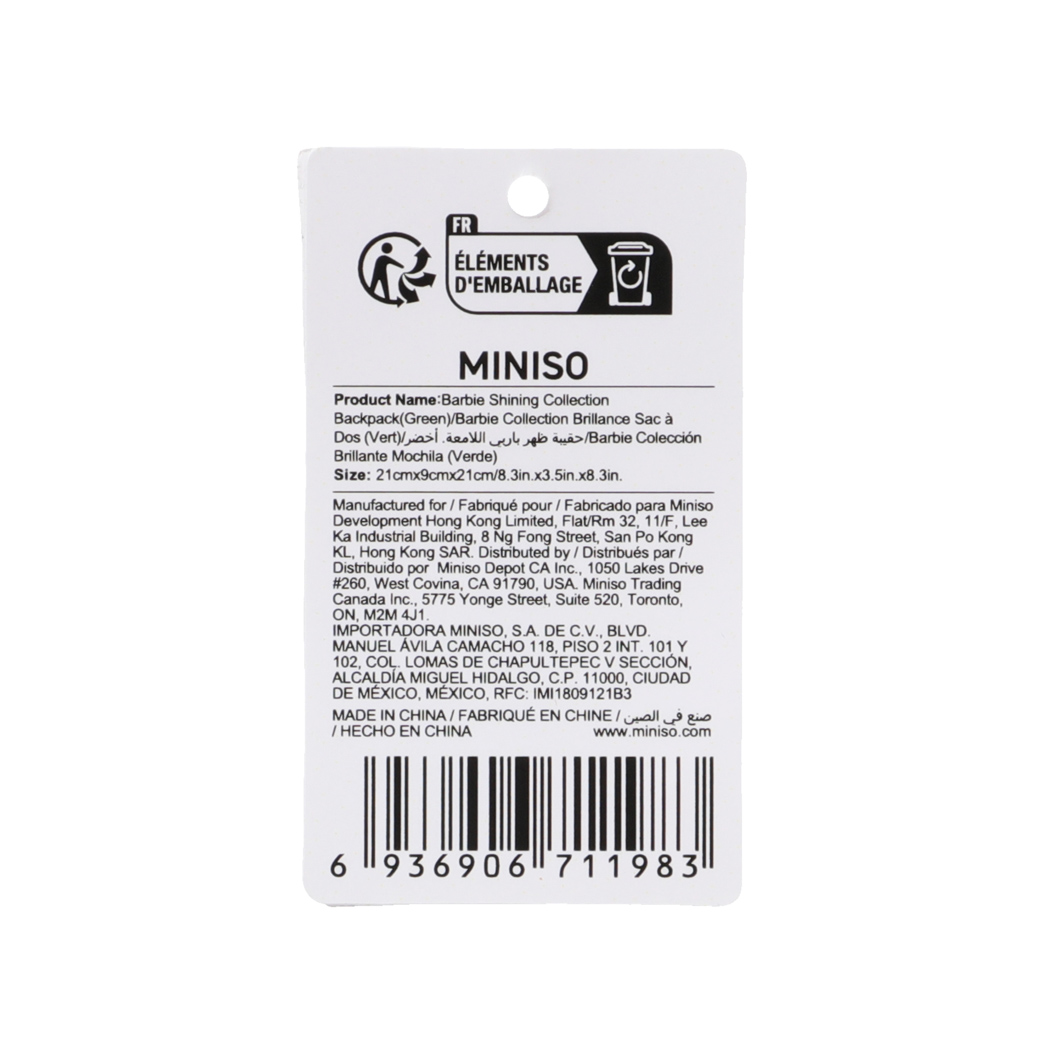 FR
ÉLÉMENTS
D'EMBALLAGE
MINISO
Product Name:Barbie Shining Collection
Backpack(Green)/Barbie Collection Brillance Sac à
Dos (Vert)/حقيبة ظهر باربي اللامعة. أخضر/Barbie Colección
Brillante Mochila (Verde)
Size: 21cmx9cmx21cm/8.3in.x3.5in.x8.3in.
Manufactured for / Fabriqué pour / Fabricado para Miniso
Development Hong Kong Limited, Flat/Rm 32, 11/F, Lee
Ka Industrial Building, 8 Ng Fong Street, San Po Kong
KL, Hong Kong SAR. Distributed by / Distribués par /
Distribuido por Miniso Depot CA Inc., 1050 Lakes Drive
#260, West Covina, CA 91790, USA. Miniso Trading
Canada Inc., 5775 Yonge Street, Suite 520, Toronto,
ON, M2M 4J1.
IMPORTADORA MINISO, S.A. DE C.V., BLVD.
MANUEL ÁVILA CAMACHO 118, PISO 2 INT. 101 Y
102, COL. LOMAS DE CHAPULTEPEC V SECCIÓN,
ALCALDÍA MIGUEL HIDALGO, C.P. 11000, CIUDAD
DE MÉXICO, MÉXICO, RFC: IMI1809121B3
MADE IN CHINA / FABRIQUÉ EN CHINE / صنع في الصين
/ HECHO EN CHINA www.miniso.com
6 936906 711983